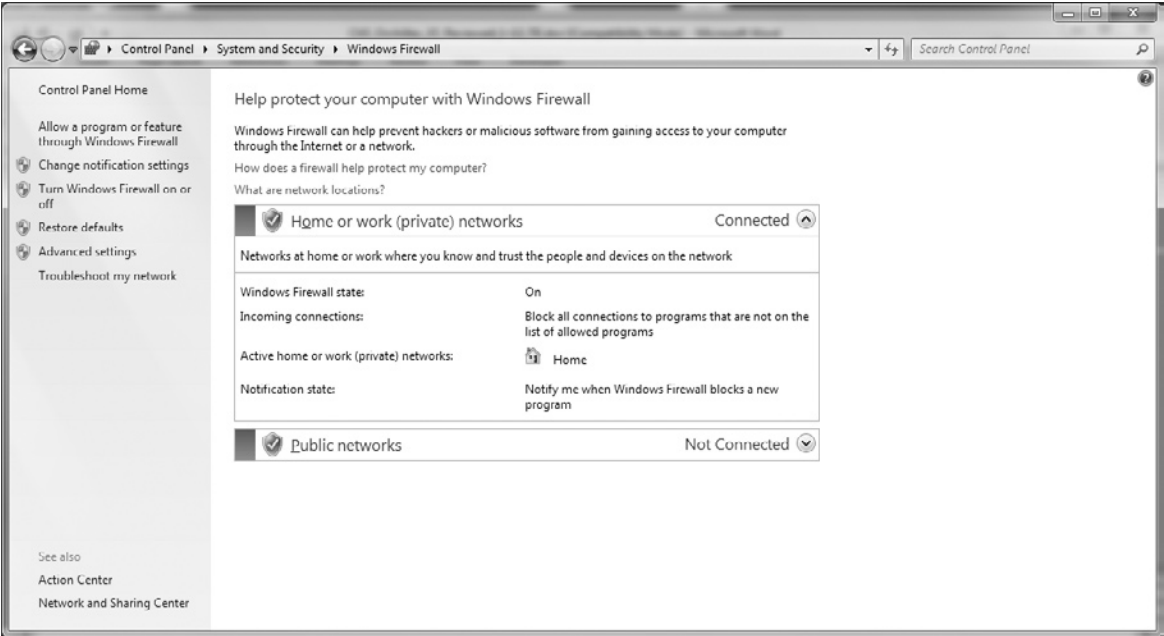 Control Panel ▸ System and Security ▸ Windows Firewall
Search Control Panel
Control Panel Home
Allow a program or feature
through Windows Firewall
Change notification settings
Turn Windows Firewall on or
off
Restore defaults
Advanced settings
Troubleshoot my network
See also
Action Center
Network and Sharing Center
Help protect your computer with Windows Firewall
Windows Firewall can help prevent hackers or malicious software from gaining access to your computer
through the Internet or a network.
How does a firewall help protect my computer?
What are network locations?
Home or work (private) networks Connected
Networks at home or work where you know and trust the people and devices on the network
Windows Firewall state: On
Incoming connections: Block all connections to programs that are not on the
list of allowed programs
Active home or work (private) networks: Home
Notification state: Notify me when Windows Firewall blocks a new
program
Public networks Not Connected